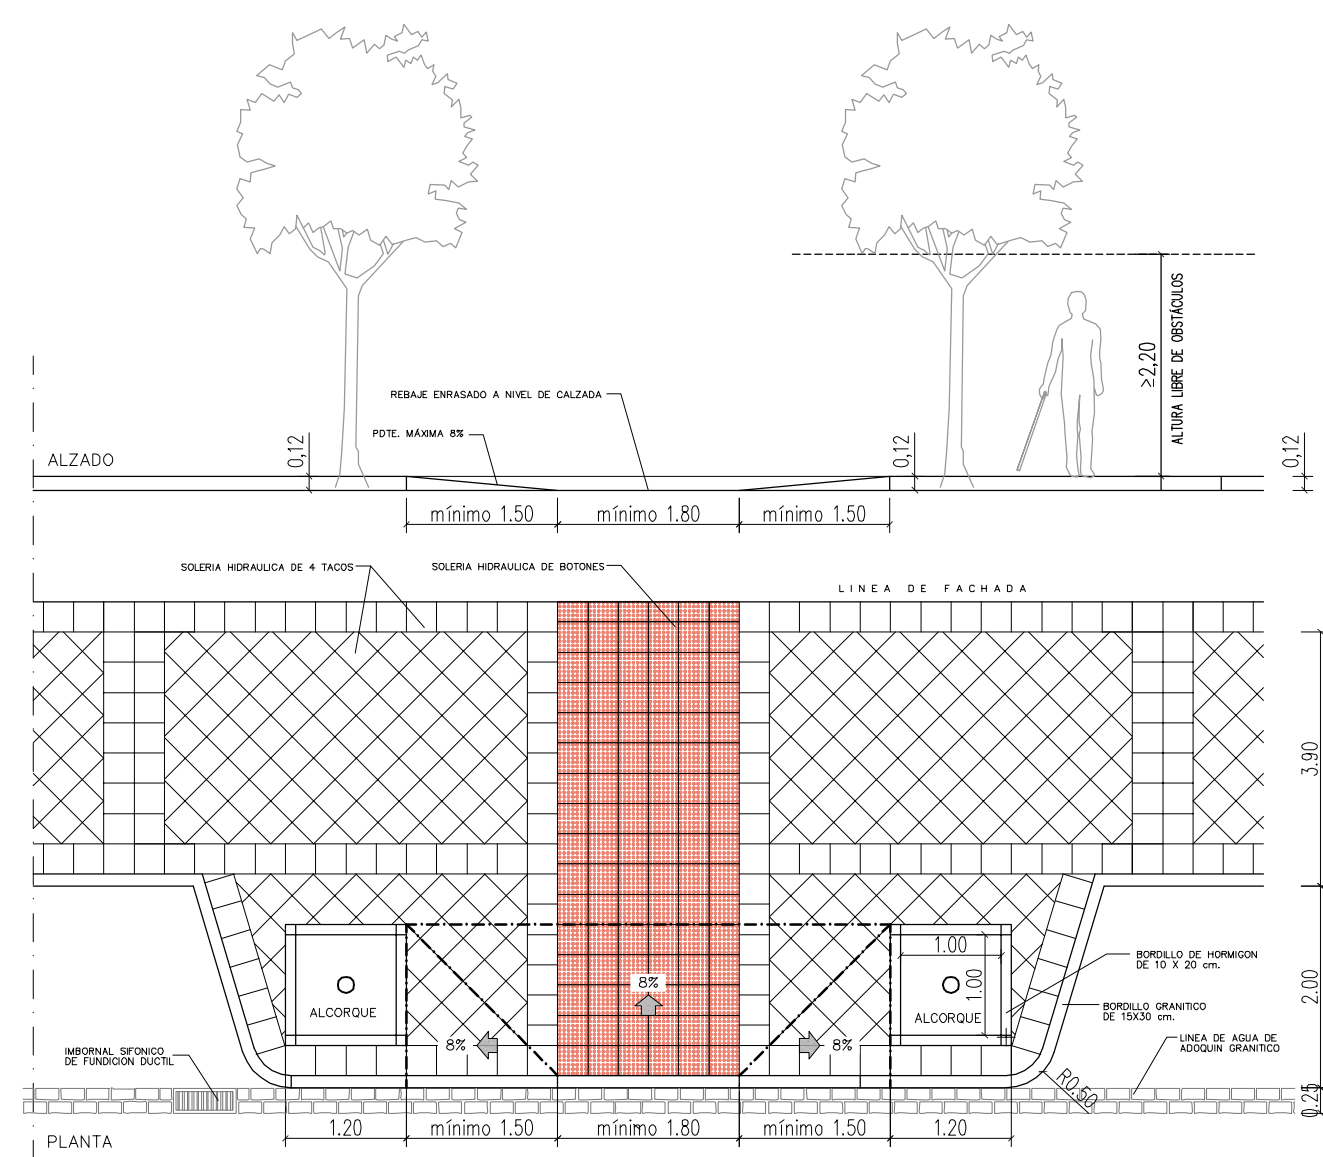 ≥2,20
ALTURA LIBRE DE OBSTÁCULOS
REBAJE ENRASADO A NIVEL DE CALZADA
PDTE. MÁXIMA 8%
ALZADO
0,12
0,12
0,12
mínimo 1.50
mínimo 1.80
mínimo 1.50
SOLERIA HIDRAULICA DE 4 TACOS
SOLERIA HIDRAULICA DE BOTONES
LINEA DE FACHADA
3.90
1.00
1.00
8%
ALCORQUE
ALCORQUE
8%
8%
BORDILLO DE HORMIGON
DE 10 X 20 cm.
2.00
BORDILLO GRANITICO
DE 15X30 cm.
LINEA DE AGUA DE
ADOQUIN GRANITICO
IMBORNAL SIFONICO
DE FUNDICION DUCTIL
R0.50
0.25
1.20
mínimo 1.50
mínimo 1.80
mínimo 1.50
1.20
PLANTA